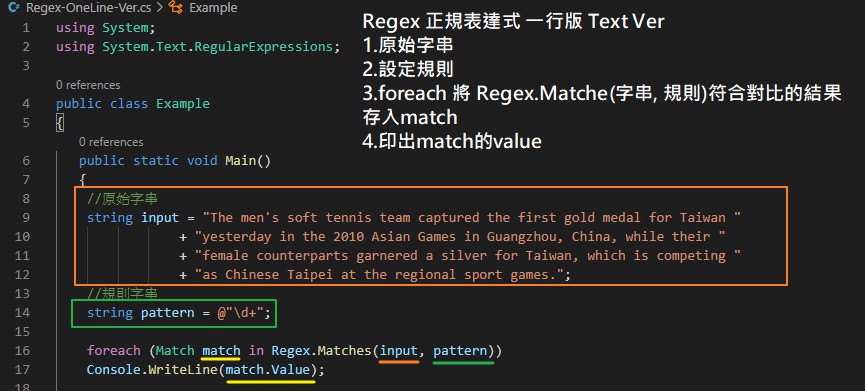 Regex-OneLine-Ver.cs > Example
Regex 正規表達式 一行版 Text Ver
1.原始字串
2.設定規則
3.foreach 將 Regex.Matche(字串, 規則)符合對比的結果
存入match
4.印出match的value
1 using System;
2 using System.Text.RegularExpressions;
3
0 references
4 public class Example
5 {
0 references
6 public static void Main()
7 {
8 //原始字串
9 string input = "The men's soft tennis team captured the first gold medal for Taiwan "
10 + "yesterday in the 2010 Asian Games in Guangzhou, China, while their "
11 + "female counterparts garnered a silver for Taiwan, which is competing "
12 + "as Chinese Taipei at the regional sport games.";
13 //規則字串
14 string pattern = @"\d+";
15
16 foreach (Match match in Regex.Matches(input, pattern))
17 Console.WriteLine(match.Value);
18